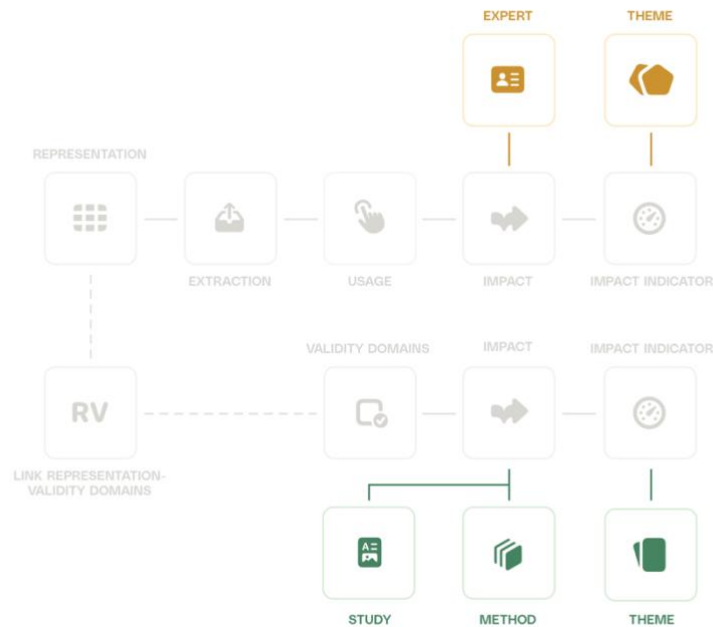 EXPERT
THEME
REPRESENTATION
EXTRACTION
USAGE
IMPACT
IMPACT INDICATOR
VALIDITY DOMAINS
IMPACT
IMPACT INDICATOR
RV
LINK REPRESENTATION-
VALIDITY DOMAINS
A
STUDY
METHOD
THEME